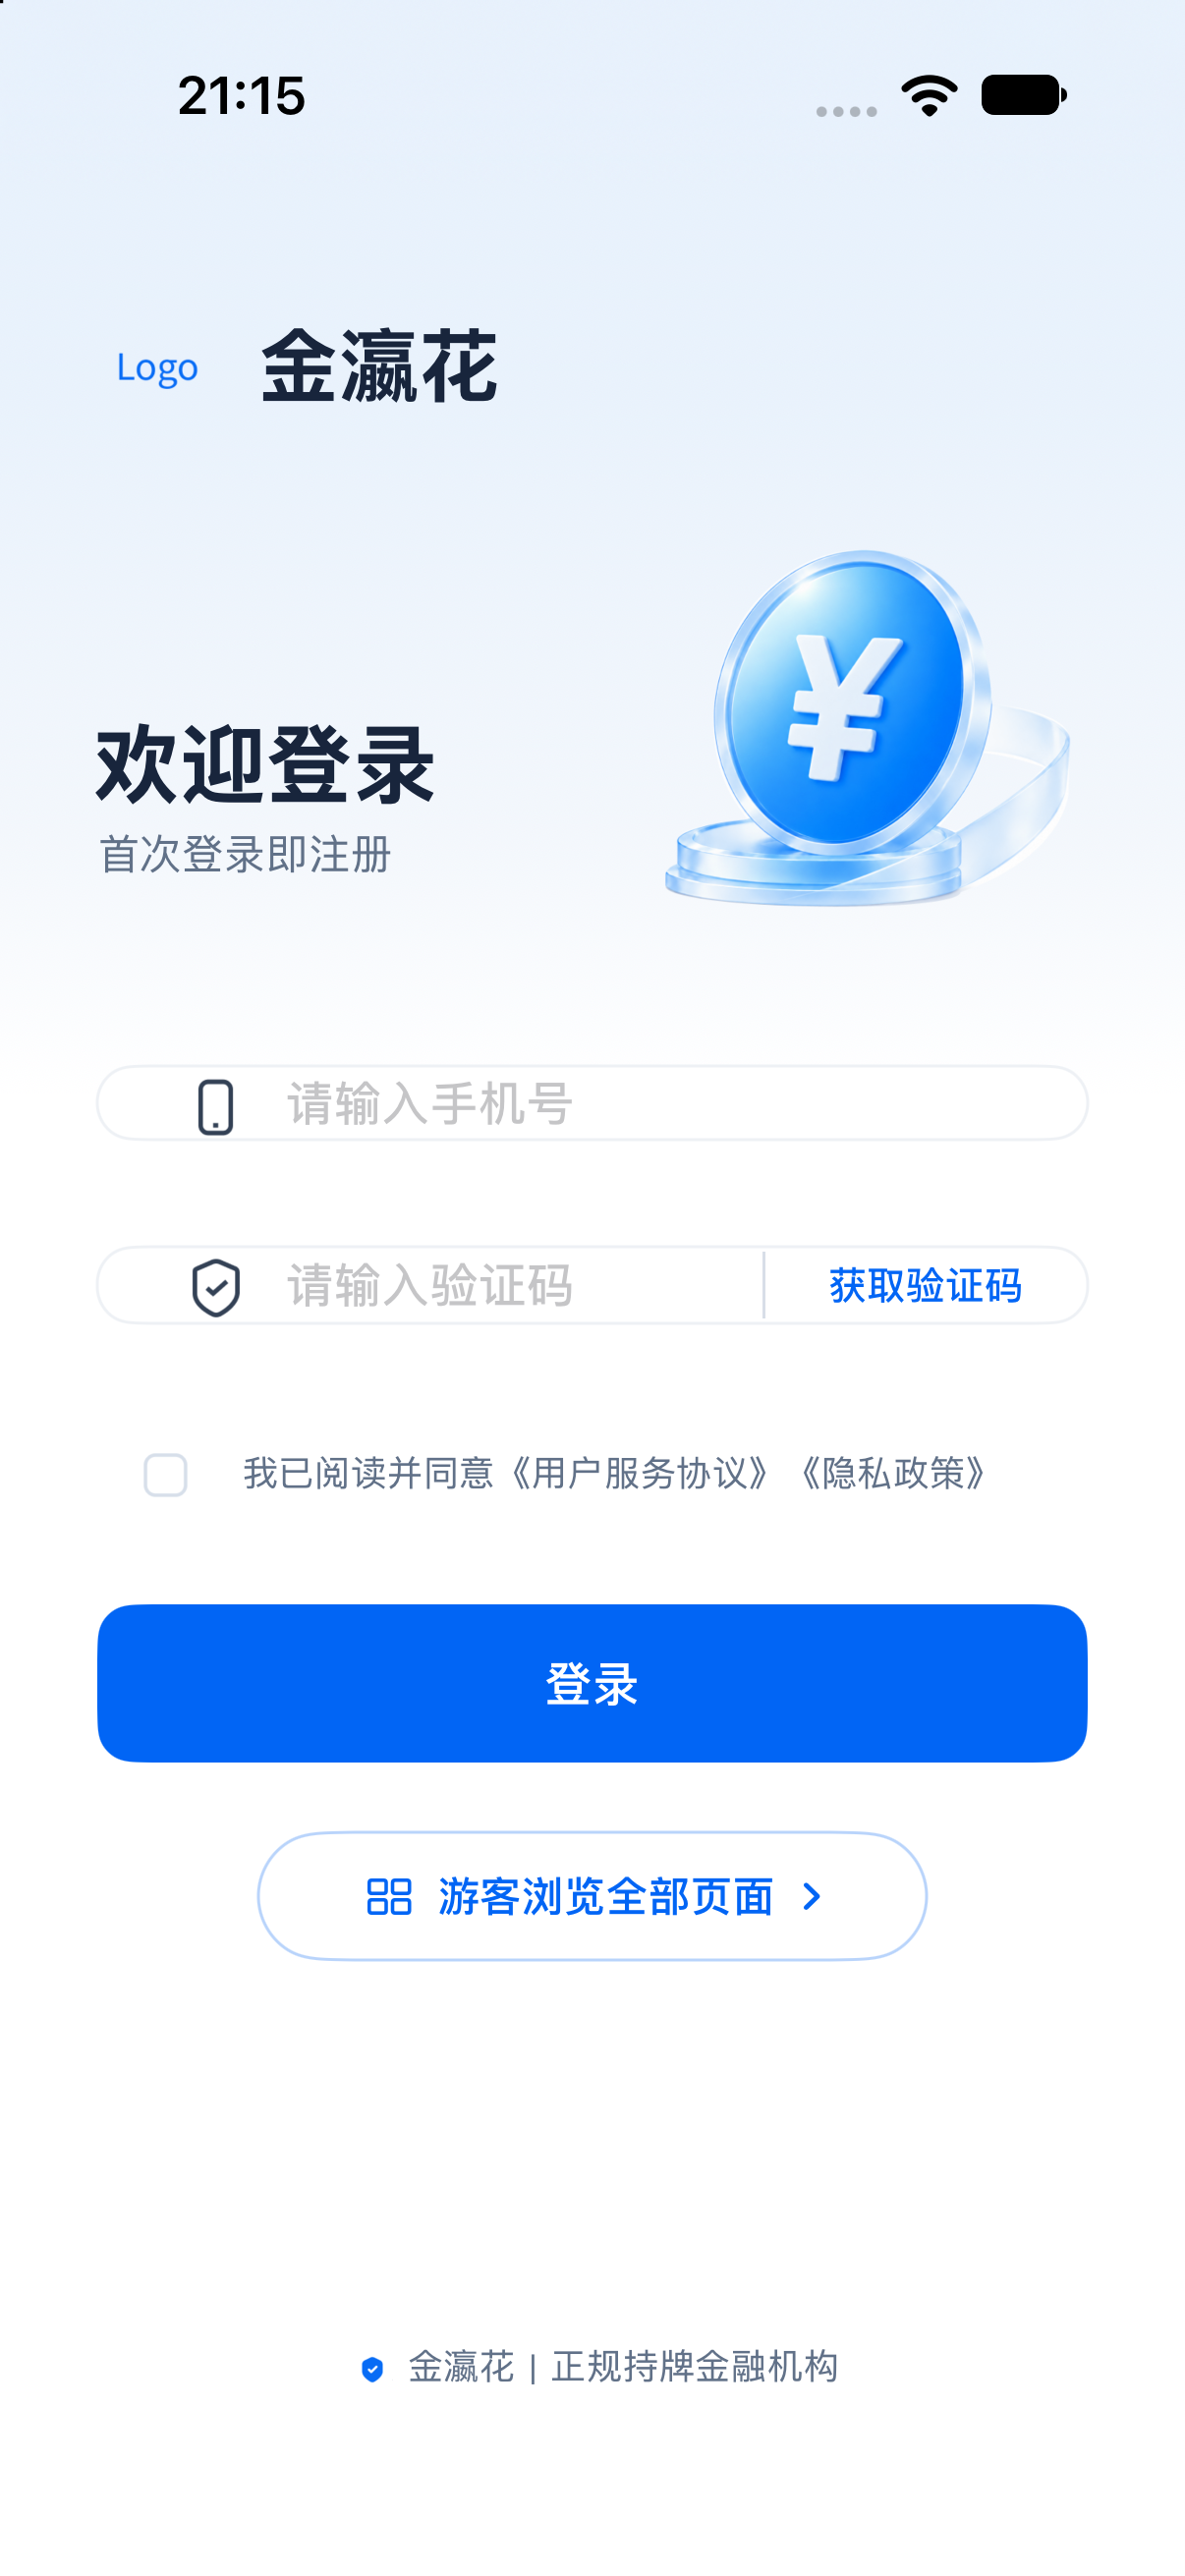 21:15
Logo 金瀛花
¥
欢迎登录
首次登录即注册
请输入手机号
请输入验证码 获取验证码
我已阅读并同意《用户服务协议》《隐私政策》
登录
游客浏览全部页面
金瀛花 | 正规持牌金融机构